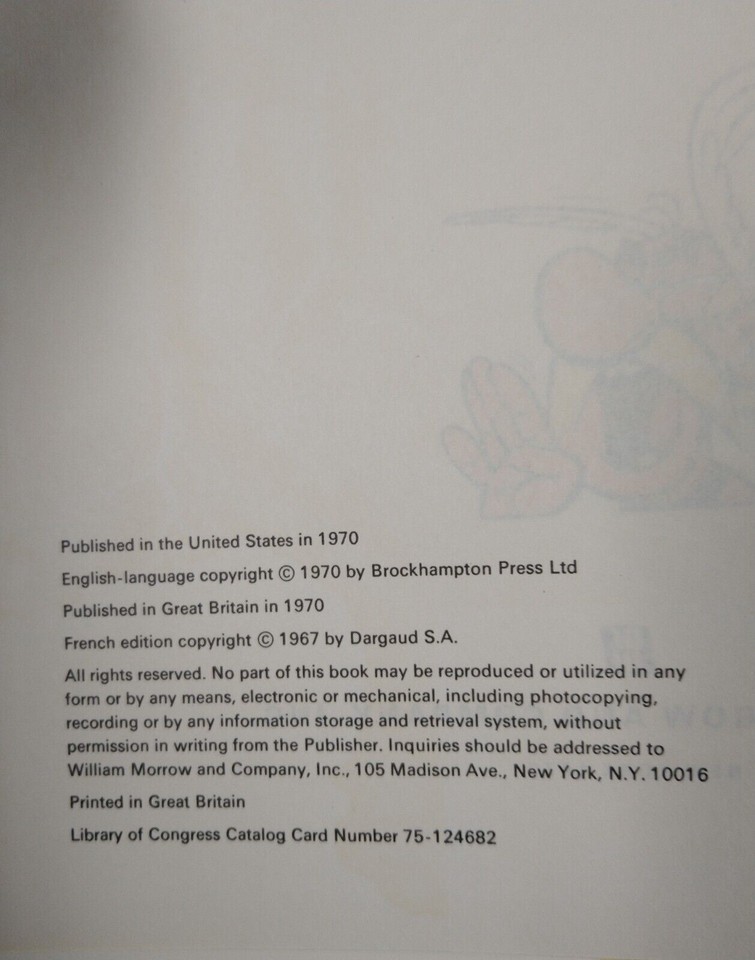 Published in the United States in 1970
English-language copyright © 1970 by Brockhampton Press Ltd
Published in Great Britain in 1970
French edition copyright © 1967 by Dargaud S.A.
All rights reserved. No part of this book may be reproduced or utilized in any
form or by any means, electronic or mechanical, including photocopying,
recording or by any information storage and retrieval system, without
permission in writing from the Publisher. Inquiries should be addressed to
William Morrow and Company, Inc., 105 Madison Ave., New York, N.Y. 10016
Printed in Great Britain
Library of Congress Catalog Card Number 75-124682